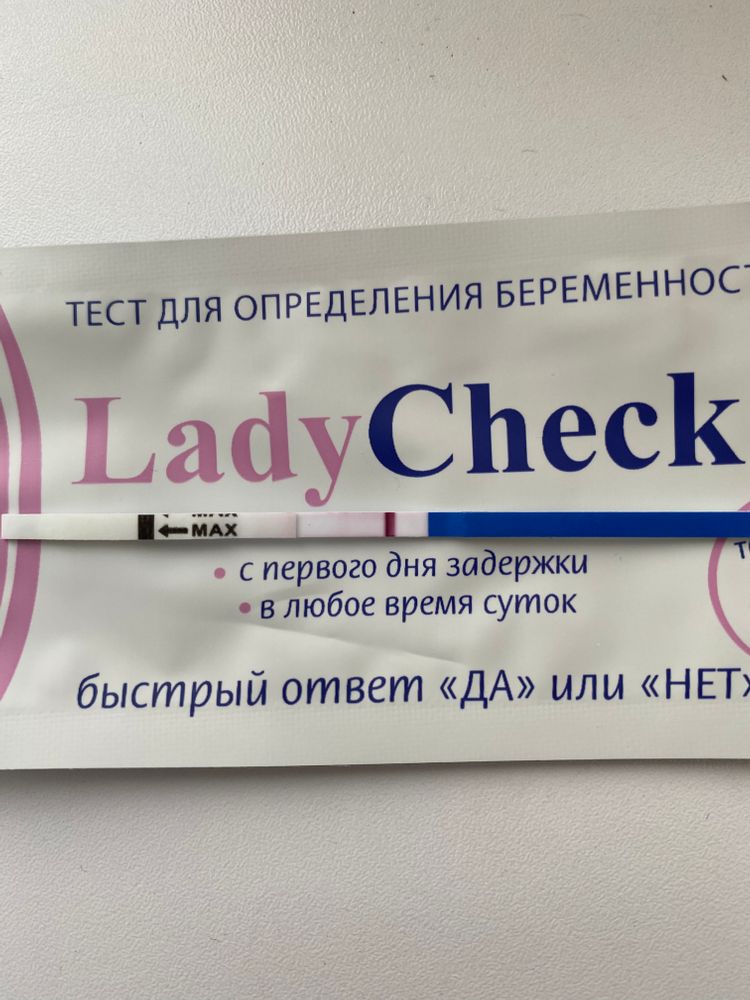 ТЕСТ ДЛЯ ОПРЕДЕЛЕНИЯ БЕРЕМЕННОСТ
LadyCheck
MAX
• с первого дня задержки
• в любое время суток
быстрый ответ «ДА» или «НЕТ»